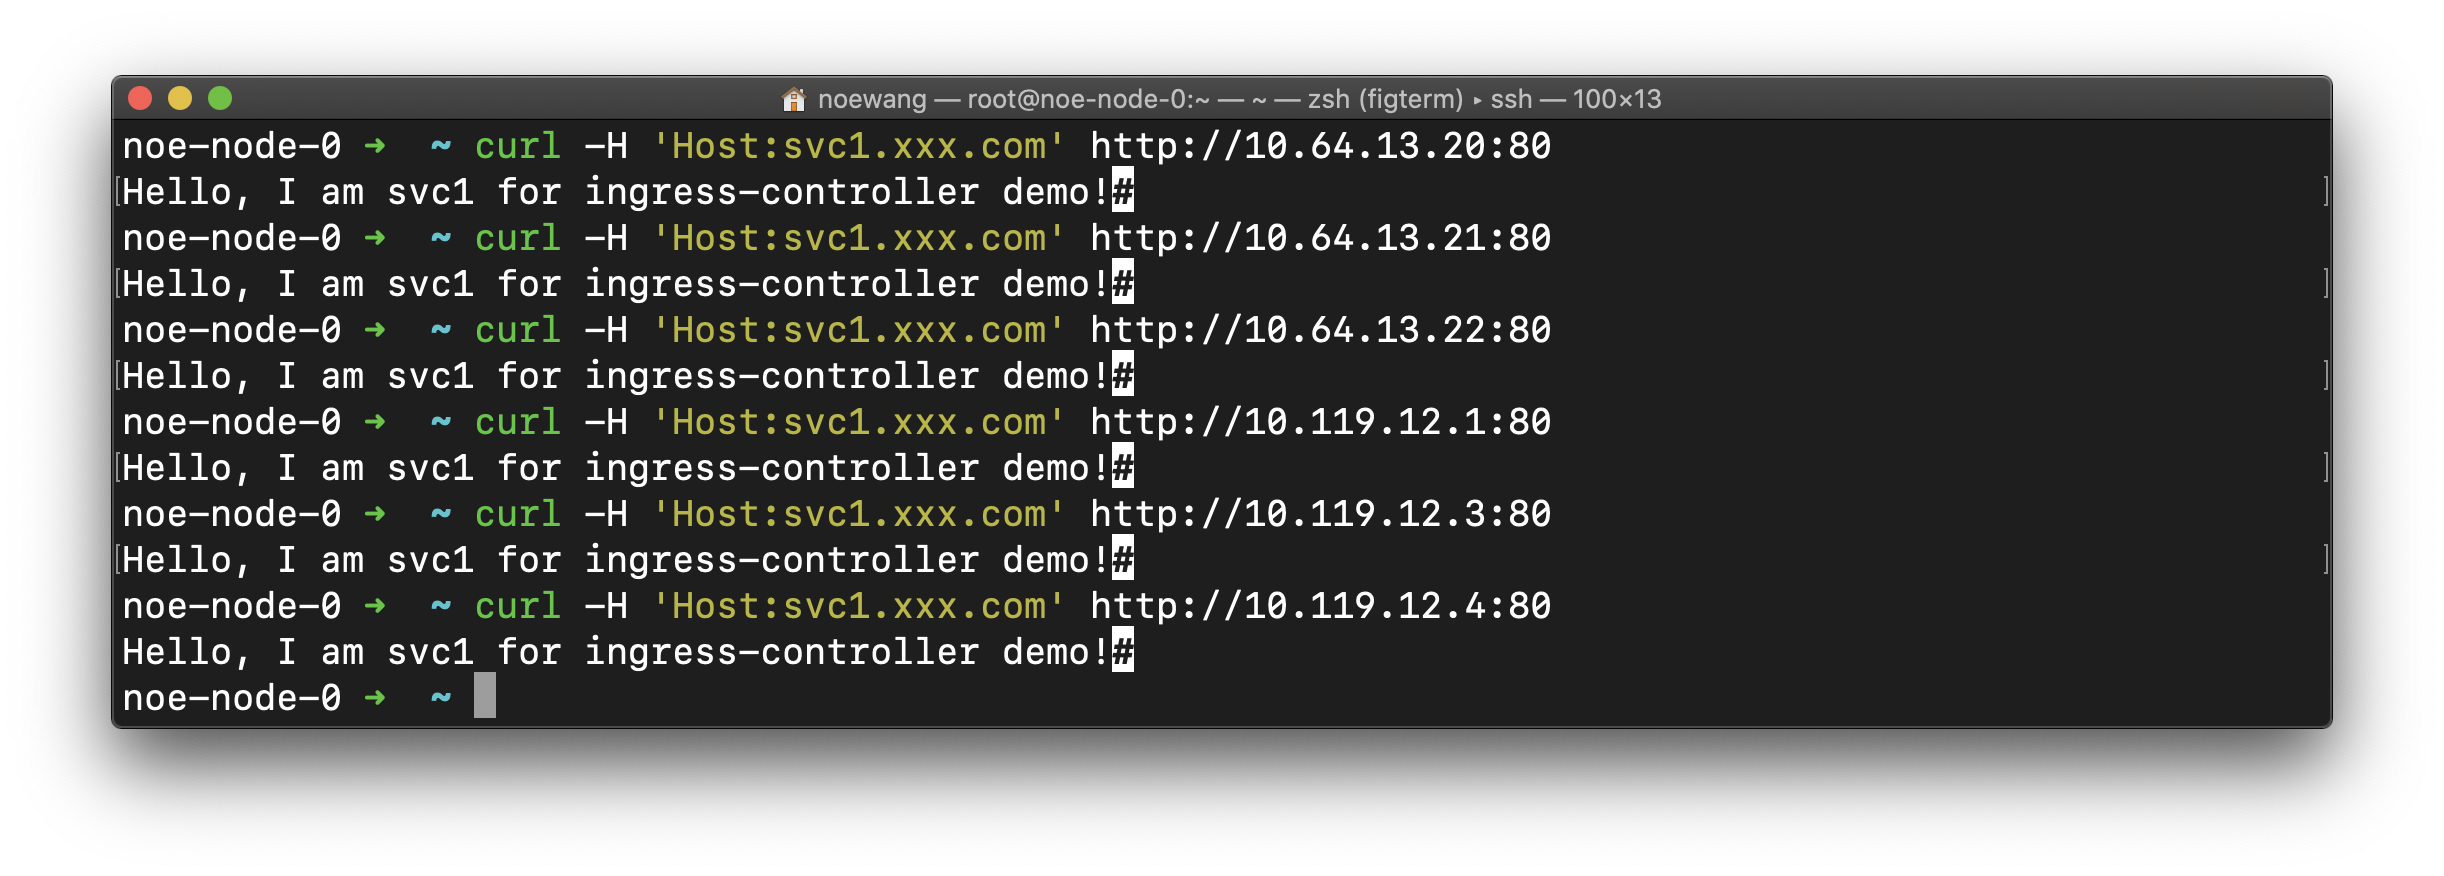 noewang — root@noe-node-0:~ — ~ — zsh (figterm) ▸ ssh — 100×13
noe-node-0 → ~ curl -H 'Host:svc1.xxx.com' http://10.64.13.20:80
[Hello, I am svc1 for ingress-controller demo!# ]
noe-node-0 → ~ curl -H 'Host:svc1.xxx.com' http://10.64.13.21:80
[Hello, I am svc1 for ingress-controller demo!# ]
noe-node-0 → ~ curl -H 'Host:svc1.xxx.com' http://10.64.13.22:80
[Hello, I am svc1 for ingress-controller demo!# ]
noe-node-0 → ~ curl -H 'Host:svc1.xxx.com' http://10.119.12.1:80
[Hello, I am svc1 for ingress-controller demo!# ]
noe-node-0 → ~ curl -H 'Host:svc1.xxx.com' http://10.119.12.3:80
[Hello, I am svc1 for ingress-controller demo!# ]
noe-node-0 → ~ curl -H 'Host:svc1.xxx.com' http://10.119.12.4:80
Hello, I am svc1 for ingress-controller demo!#
noe-node-0 → ~